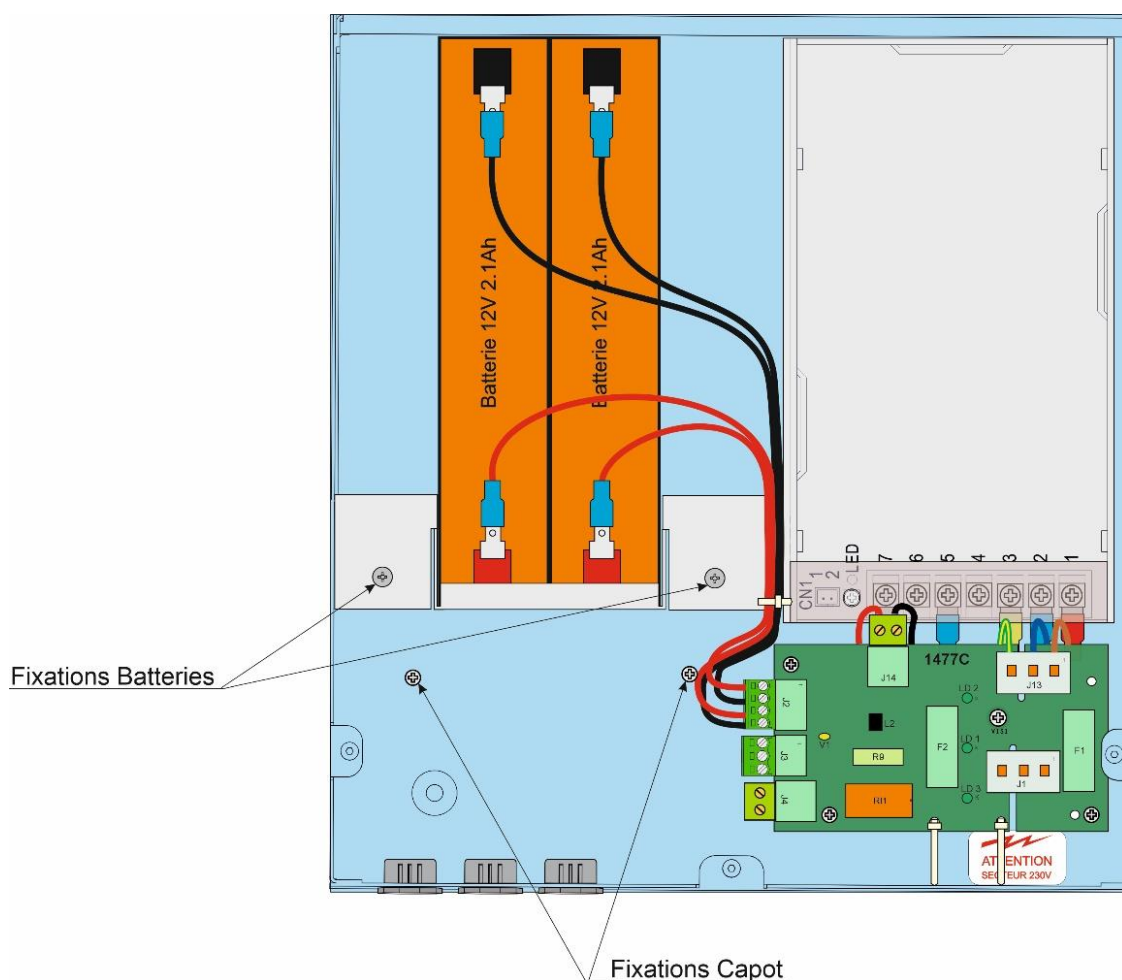 Batterie 12V 2.1Ah
Batterie 12V 2.1Ah
CN1
1
2
LED
7
6
5
4
3
2
1
Fixations Batteries
1477C
J14
J13
LD 2
J2
L2
V1
VIS1
LD 1
F2
F1
J3
R9
J1
LD 3
J4
RI1
ATTENTION
SECTEUR 230V
Fixations Capot